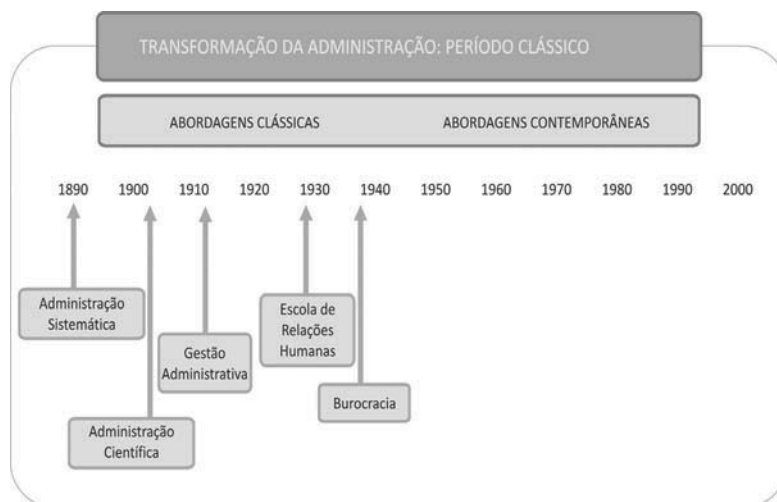 TRANSFORMAÇÃO DA ADMINISTRAÇÃO: PERÍODO CLÁSSICO
ABORDAGENS CLÁSSICAS ABORDAGENS CONTEMPORÂNEAS
1890 1900 1910 1920 1930 1940 1950 1960 1970 1980 1990 2000
Administração
Sistemática
Escola de
Relações
Humanas
Gestão
Administrativa
Burocracia
Administração
Científica